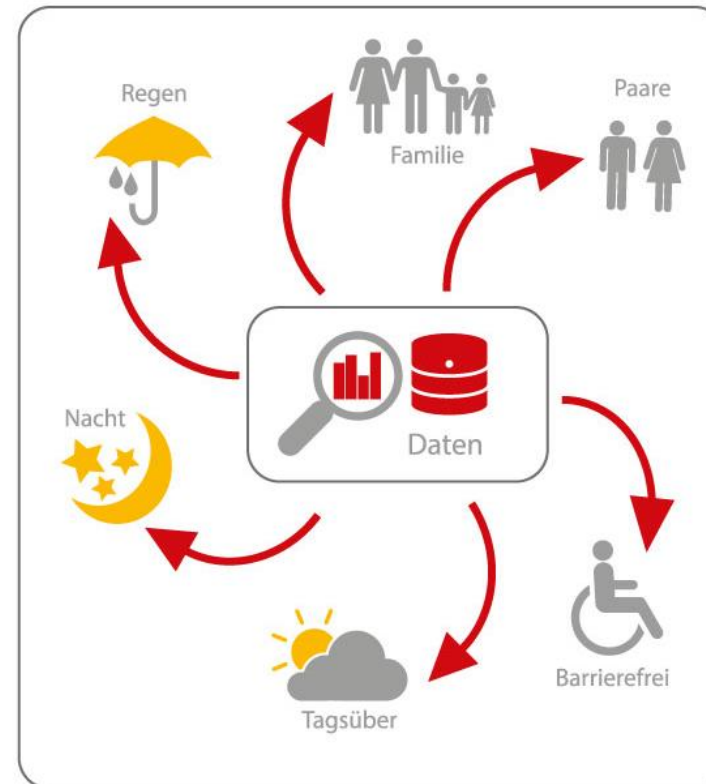 Regen
Familie
Paare
Daten
Nacht
Barrierefrei
Tagsüber